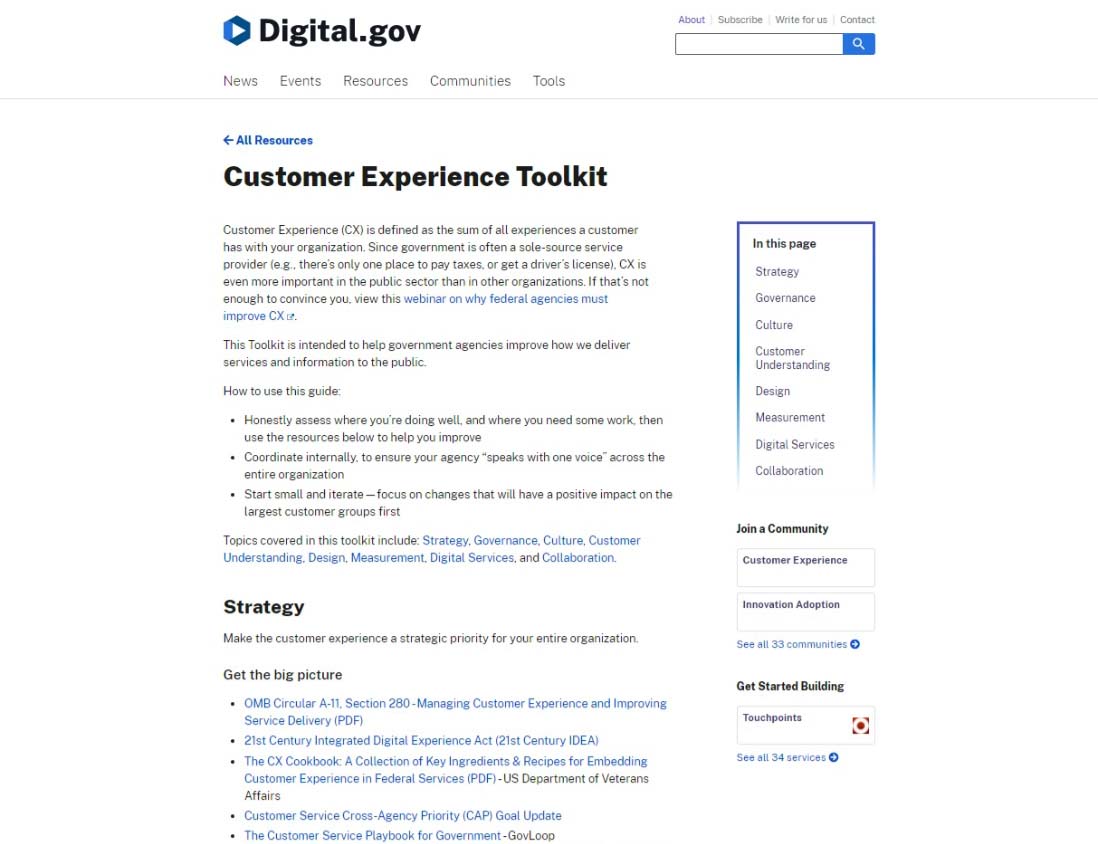 Digital.gov
About | Subscribe | Write for us | Contact
News Events Resources Communities Tools
← All Resources
Customer Experience Toolkit
Customer Experience (CX) is defined as the sum of all experiences a customer
has with your organization. Since government is often a sole-source service
provider (e.g., there's only one place to pay taxes, or get a driver's license), CX is
even more important in the public sector than in other organizations. If that's not
enough to convince you, view this webinar on why federal agencies must
improve CX.
This Toolkit is intended to help government agencies improve how we deliver
services and information to the public.
How to use this guide:
• Honestly assess where you're doing well, and where you need some work, then
use the resources below to help you improve
• Coordinate internally, to ensure your agency “speaks with one voice” across the
entire organization
• Start small and iterate — focus on changes that will have a positive impact on the
largest customer groups first
Topics covered in this toolkit include: Strategy, Governance, Culture, Customer
Understanding, Design, Measurement, Digital Services, and Collaboration.
Strategy
Make the customer experience a strategic priority for your entire organization.
Get the big picture
• OMB Circular A-11, Section 280 - Managing Customer Experience and Improving
Service Delivery (PDF)
• 21st Century Integrated Digital Experience Act (21st Century IDEA)
• The CX Cookbook: A Collection of Key Ingredients & Recipes for Embedding
Customer Experience in Federal Services (PDF) - US Department of Veterans
Affairs
• Customer Service Cross-Agency Priority (CAP) Goal Update
• The Customer Service Playbook for Government - GovLoop
In this page
Strategy
Governance
Culture
Customer
Understanding
Design
Measurement
Digital Services
Collaboration
Join a Community
Customer Experience
Innovation Adoption
See all 33 communities
Get Started Building
Touchpoints
See all 34 services